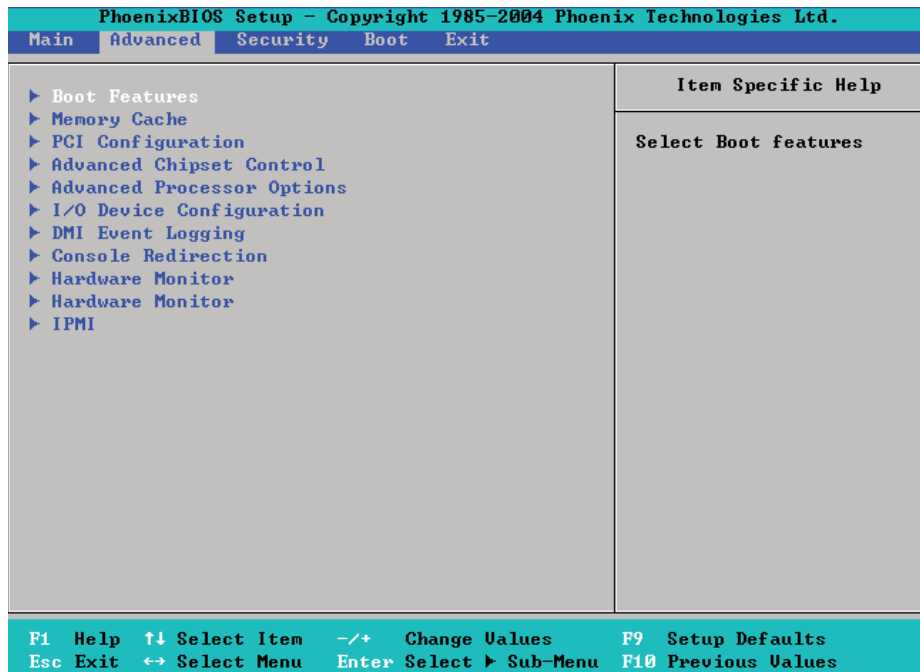 PhoenixBIOS Setup - Copyright 1985-2004 Phoenix Technologies Ltd.
Main Advanced Security Boot Exit
Item Specific Help
Select Boot features
▶ Boot Features
▶ Memory Cache
▶ PCI Configuration
▶ Advanced Chipset Control
▶ Advanced Processor Options
▶ I/O Device Configuration
▶ DMI Event Logging
▶ Console Redirection
▶ Hardware Monitor
▶ Hardware Monitor
▶ IPMI
F1 Help ↑↓ Select Item -/+ Change Values F9 Setup Defaults
Esc Exit ↔ Select Menu Enter Select ▶ Sub-Menu F10 Previous Values